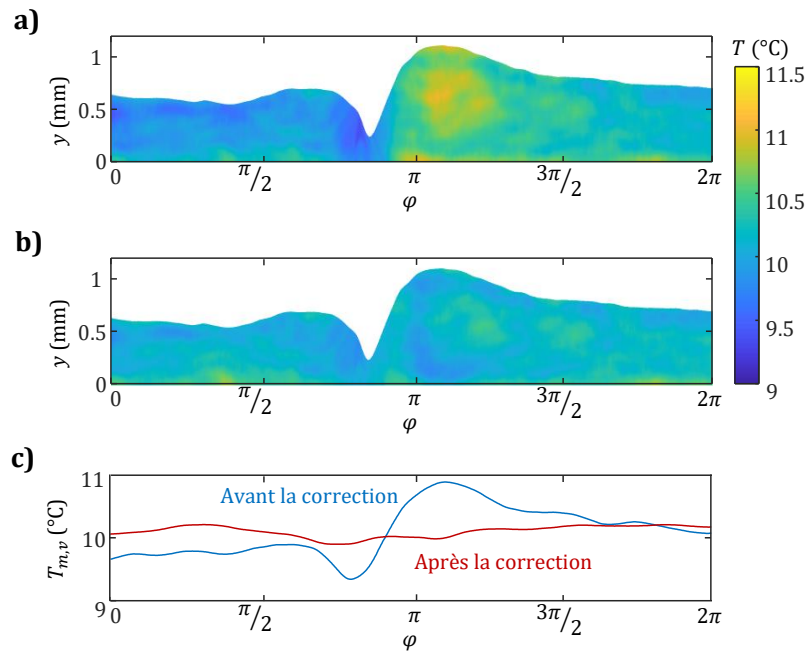 a)
T (°C)
y (mm)
1
0.5
0
0
π/2
π
3π/2
2π
φ
11.5
11
10.5
10
9.5
9
b)
y (mm)
1
0.5
0
0
π/2
π
3π/2
2π
φ
c)
T_{m,v} (°C)
11
10
9
Avant la correction
Après la correction
0
π/2
π
3π/2
2π
φ